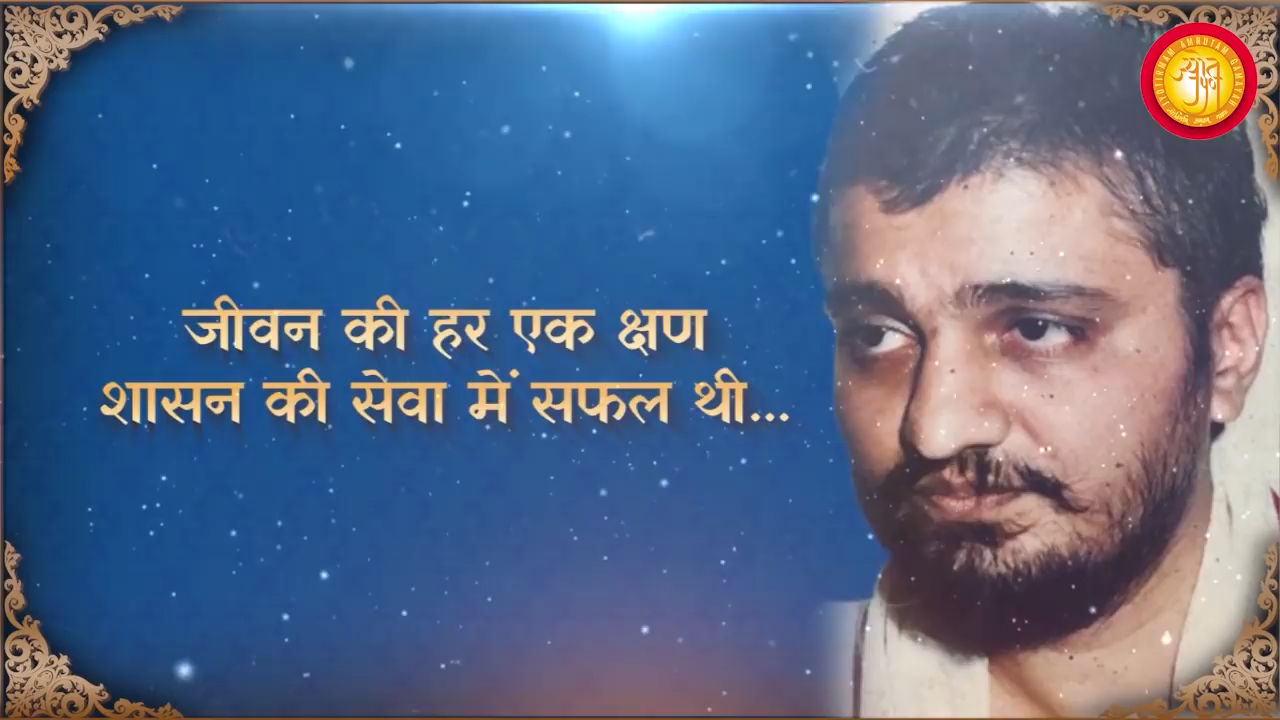 जीवन की हर एक क्षण
शासन की सेवा में सफल थी...